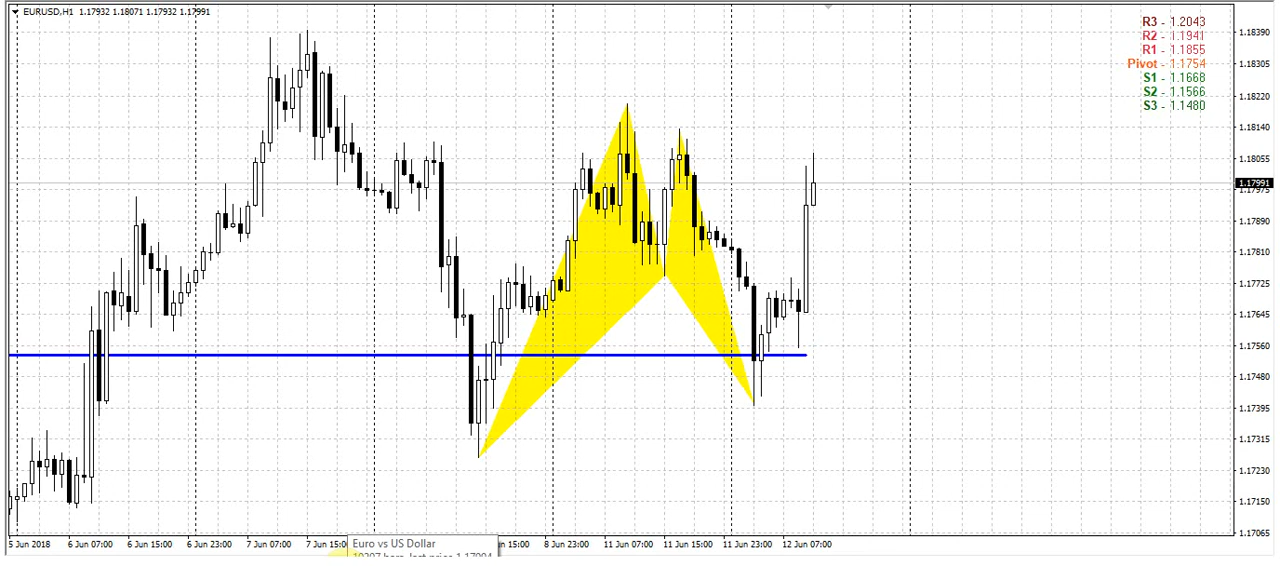 EURUSD,H1 1.17932 1.18071 1.17932 1.17991
R3 - 1.2043
R2 - 1.1941
R1 - 1.1855
Pivot - 1.1754
S1 - 1.1668
S2 - 1.1566
S3 - 1.1480
1.18390
1.18305
1.18220
1.18140
1.18055
1.17991
1.17975
1.17890
1.17810
1.17725
1.17645
1.17560
1.17480
1.17395
1.17315
1.17230
1.17150
1.17065
5 Jun 2018 6 Jun 07:00 6 Jun 15:00 6 Jun 23:00 7 Jun 07:00 7 Jun 15:00 15:00 8 Jun 23:00 11 Jun 07:00 11 Jun 15:00 11 Jun 23:00 12 Jun 07:00
Euro vs US Dollar